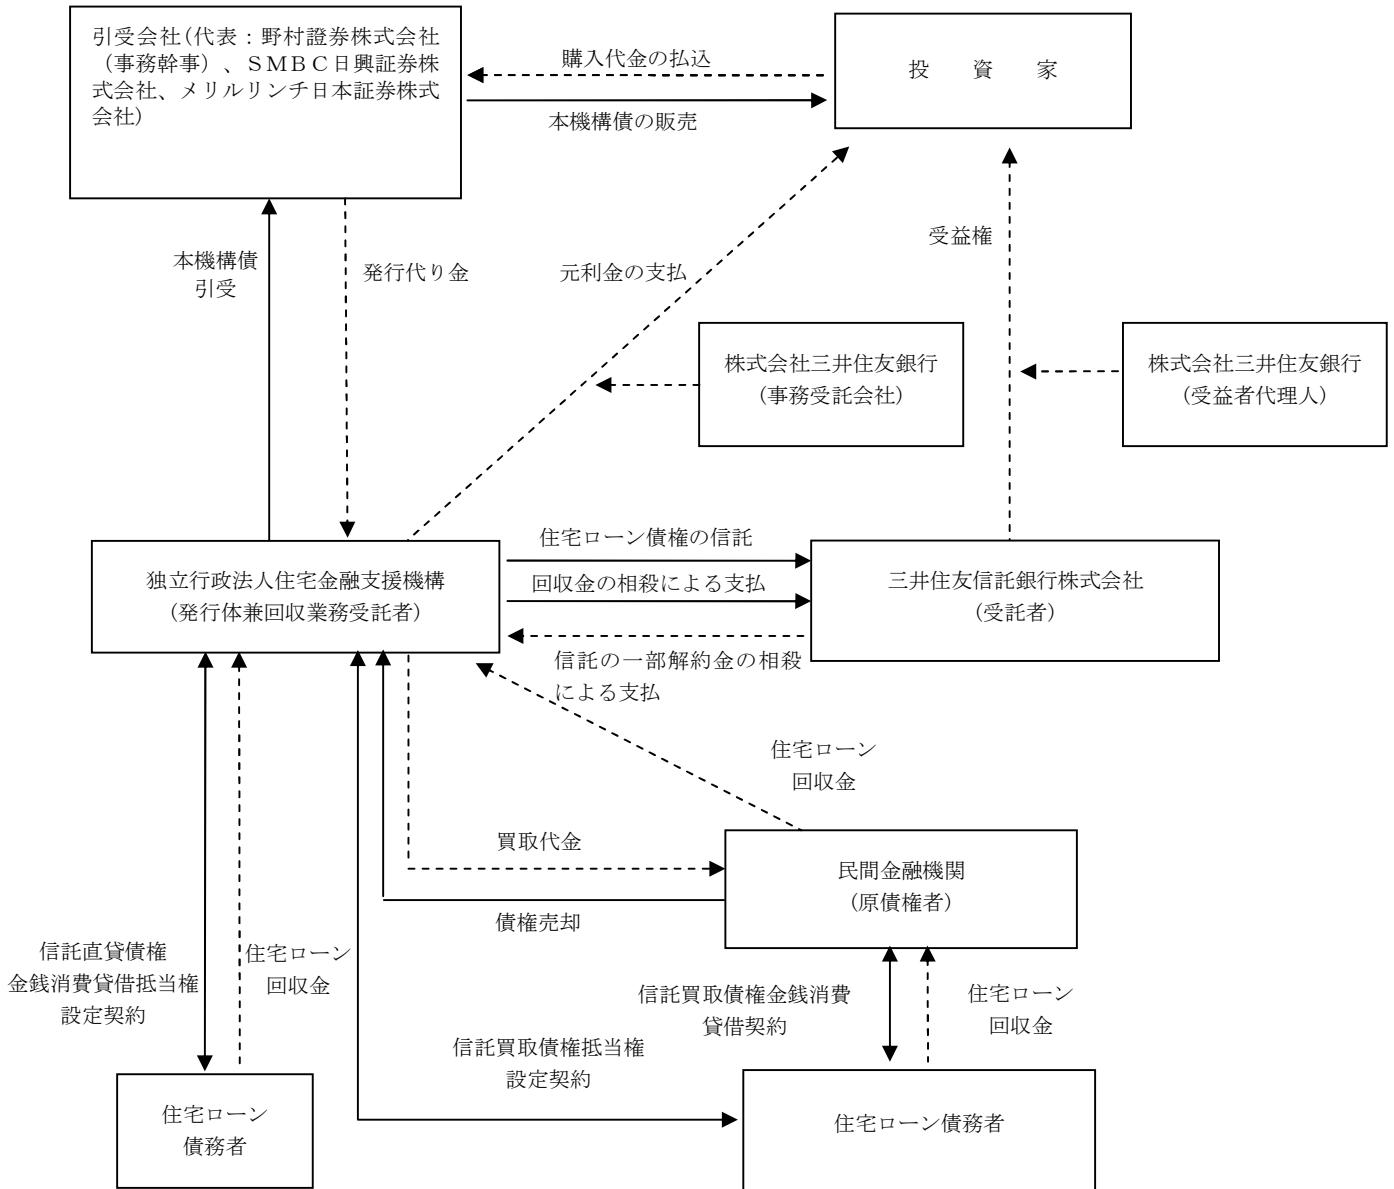 引受会社(代表：野村證券株式会社
（事務幹事）、ＳＭＢＣ日興証券株
式会社、メリルリンチ日本証券株式
会社)
購入代金の払込
本機構債の販売
投　資　家
本機構債
引受
発行代り金
元利金の支払
受益権
株式会社三井住友銀行
（事務受託会社）
株式会社三井住友銀行
（受益者代理人）
独立行政法人住宅金融支援機構
（発行体兼回収業務受託者）
住宅ローン債権の信託
回収金の相殺による支払
信託の一部解約金の相殺
による支払
三井住友信託銀行株式会社
（受託者）
住宅ローン
回収金
買取代金
債権売却
民間金融機関
（原債権者）
信託直貸債権
金銭消費貸借抵当権
設定契約
住宅ローン
回収金
信託買取債権抵当権
設定契約
信託買取債権金銭消費
貸借契約
住宅ローン
回収金
住宅ローン
債務者
住宅ローン債務者